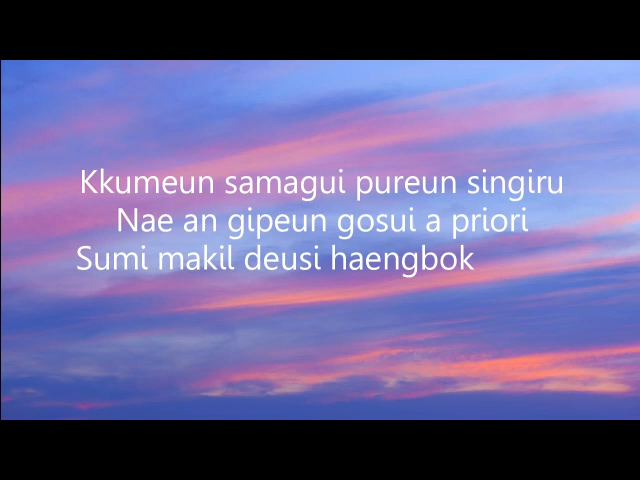 Kkumeun samagui pureun singiru
Nae an gipeun gosui a priori
Sumi makil deusi haengbok